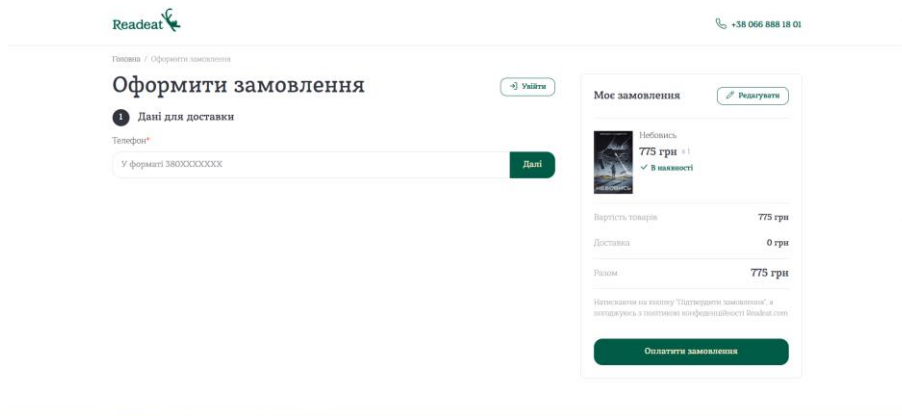 Readeat
+38 066 888 18 01
Головна / Оформити замовлення
Оформити замовлення
Увійти
1 Дані для доставки
Телефон*
У форматі 380XXXXXXX
Далі
Моє замовлення
Редагувати
Небовись
775 грн x 1
В наявності
НЕБОВИСЬ
Вартість товарів 775 грн
Доставка 0 грн
Разом 775 грн
Натискаючи на кнопку "Підтвердити замовлення", я
погоджуюсь з політикою конфіденційності Readeat.com
Оплатити замовлення